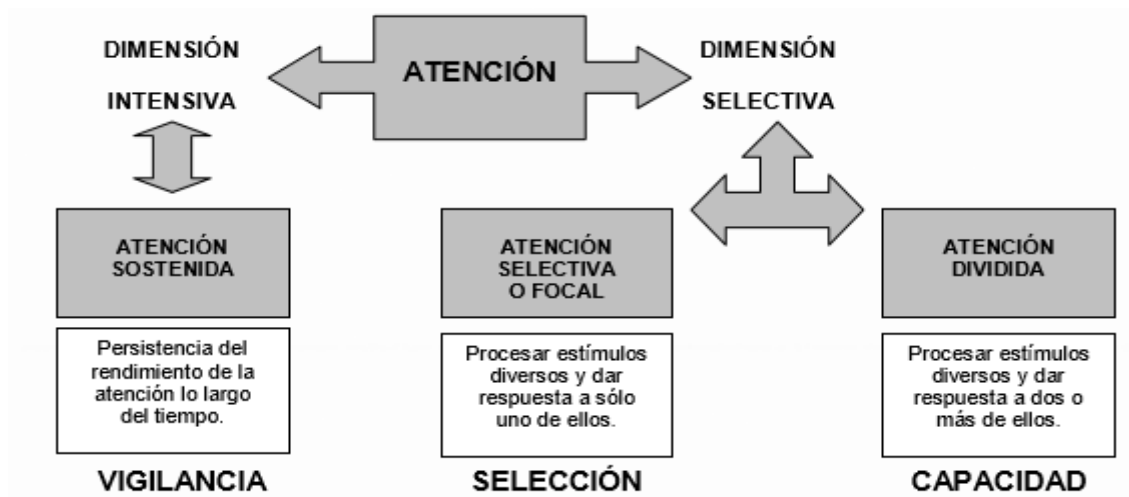 DIMENSIÓN
INTENSIVA
ATENCIÓN
DIMENSIÓN
SELECTIVA
ATENCIÓN
SOSTENIDA
Persistencia del
rendimiento de la
atención lo largo
del tiempo.
VIGILANCIA
ATENCIÓN
SELECTIVA
O FOCAL
Procesar estímulos
diversos y dar
respuesta a sólo
uno de ellos.
SELECCIÓN
ATENCIÓN
DIVIDIDA
Procesar estímulos
diversos y dar
respuesta a dos o
más de ellos.
CAPACIDAD